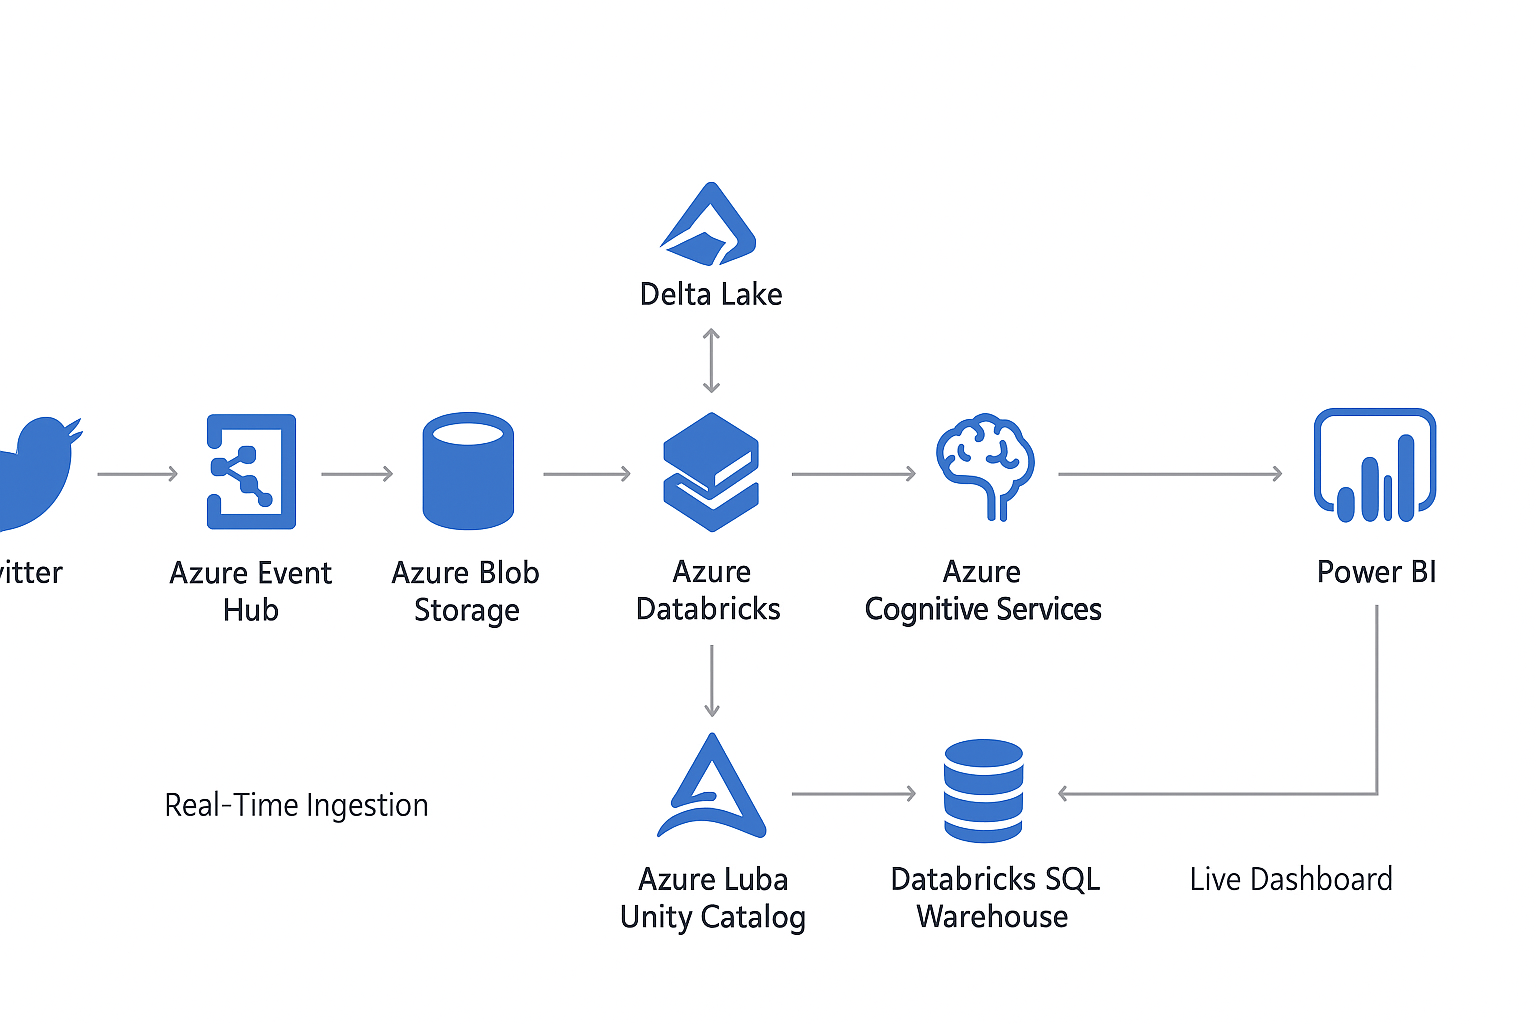 Delta Lake
itter
Azure Event
Hub
Azure Blob
Storage
Azure
Databricks
Azure
Cognitive Services
Power BI
Real-Time Ingestion
Azure Luba
Unity Catalog
Databricks SQL
Warehouse
Live Dashboard